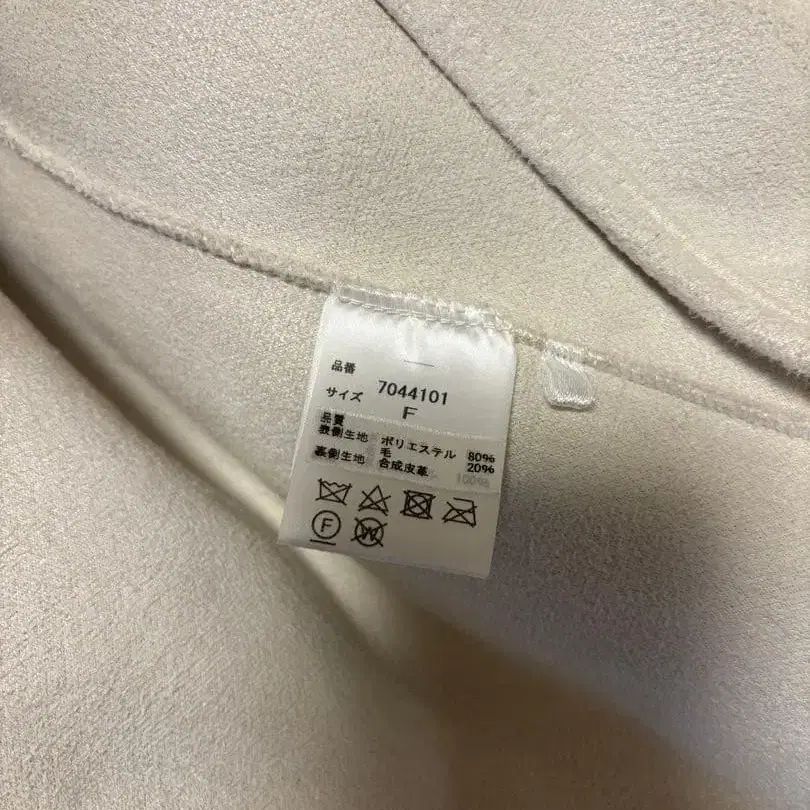 品番 7044101
サイズ F
品質
表側生地 ポリエステル 80%
毛 20%
裏側生地 合成皮革 100%
F
W